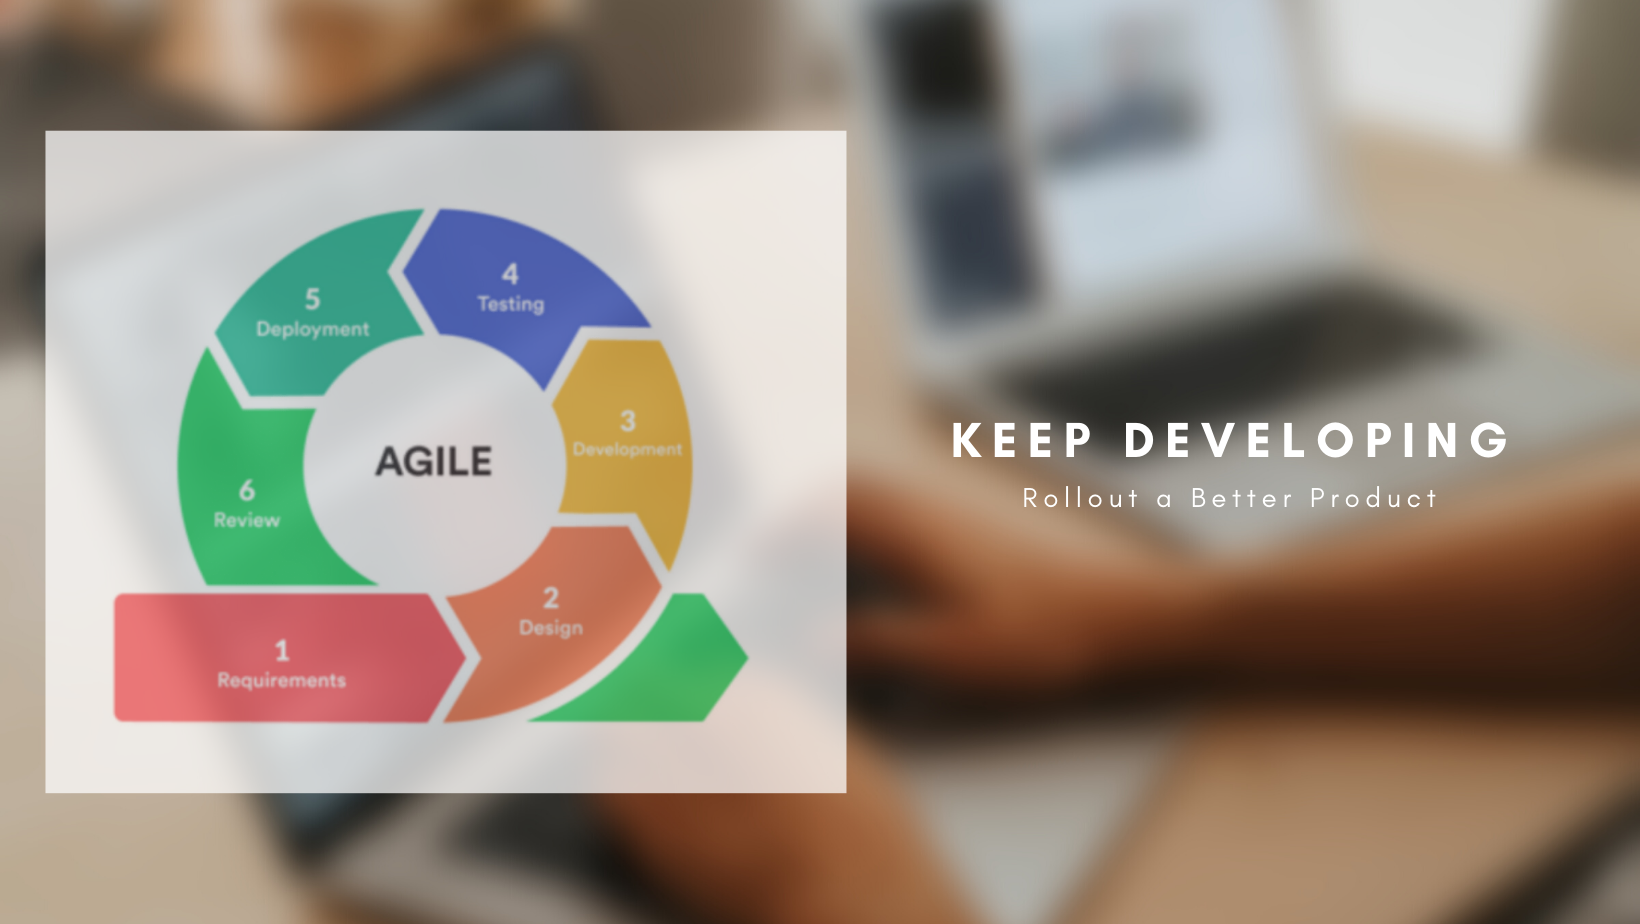 AGILE
1
Requirements
2
Design
3
Development
4
Testing
5
Deployment
6
Review
KEEP DEVELOPING
Rollout a Better Product